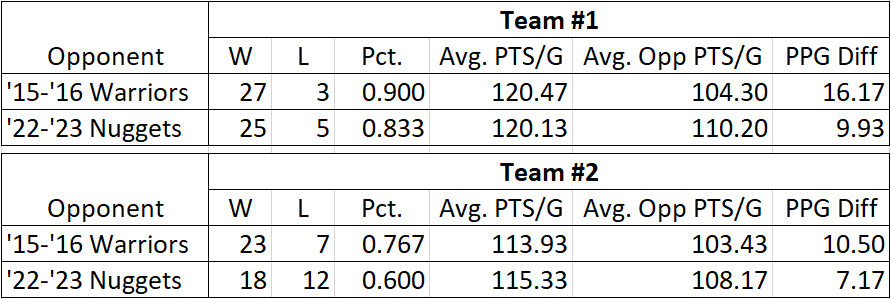 Team #1
Opponent W L Pct. Avg. PTS/G Avg. Opp PTS/G PPG Diff
'15-'16 Warriors 27 3 0.900 120.47 104.30 16.17
'22-'23 Nuggets 25 5 0.833 120.13 110.20 9.93
Team #2
Opponent W L Pct. Avg. PTS/G Avg. Opp PTS/G PPG Diff
'15-'16 Warriors 23 7 0.767 113.93 103.43 10.50
'22-'23 Nuggets 18 12 0.600 115.33 108.17 7.17